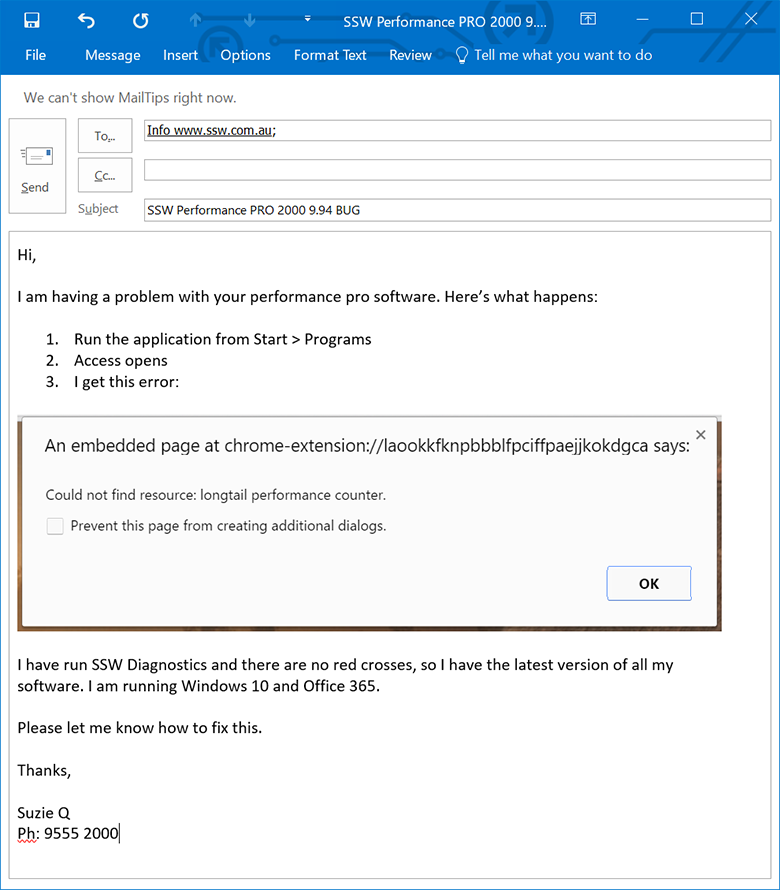 SSW Performance PRO 2000 9....
File Message Insert Options Format Text Review Tell me what you want to do
We can't show MailTips right now.
To...
Info www.ssw.com.au;
Cc...
Send
Subject
SSW Performance PRO 2000 9.94 BUG
Hi,
I am having a problem with your performance pro software. Here's what happens:
1. Run the application from Start > Programs
2. Access opens
3. I get this error:
An embedded page at chrome-extension://laookkfknpbbblfpciffpaejjkokdgca says:
Could not find resource: longtail performance counter.
Prevent this page from creating additional dialogs.
OK
I have run SSW Diagnostics and there are no red crosses, so I have the latest version of all my
software. I am running Windows 10 and Office 365.
Please let me know how to fix this.
Thanks,
Suzie Q
Ph: 9555 2000